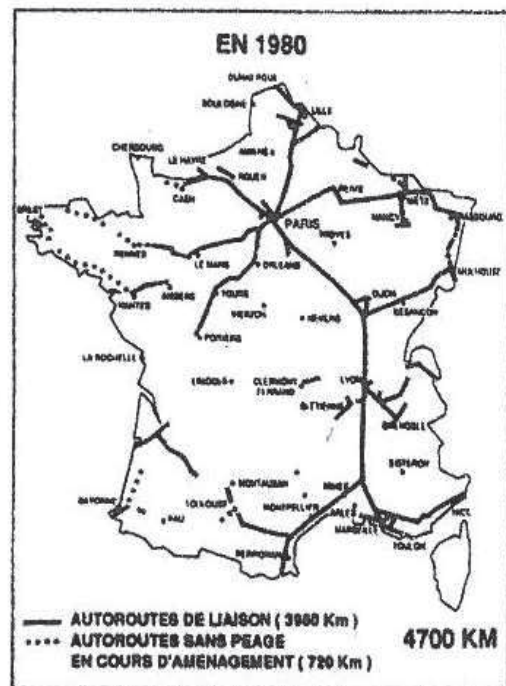 EN 1980
DUNKERQUE
BOULOGNE
LILLE
AMIENS
CHERBOURG
LE HAVRE
ROUEN
CAEN
REIMS
METZ
PARIS
NANCY
STRASBOURG
BREST
RENNES
TROYES
LE MANS
ORLEANS
MULHOUSE
ANGERS
TOURS
DIJON
NANTES
VIERZON
NEVERS
BESANCON
POITIERS
LA ROCHELLE
LIMOGES
CLERMONT
FERRAND
LYON
ST ETIENNE
GRENOBLE
SISTERON
MONTAUBAN
NIMES
BAYONNE
TOULOUSE
MONTPELLIER
ARLES
NICE
PAU
MARSEILLE
TOULON
PERPIGNAN
AUTOROUTES DE LIAISON ( 3980 Km )
AUTOROUTES SANS PEAGE
EN COURS D'AMENAGEMENT ( 720 Km )
4700 KM